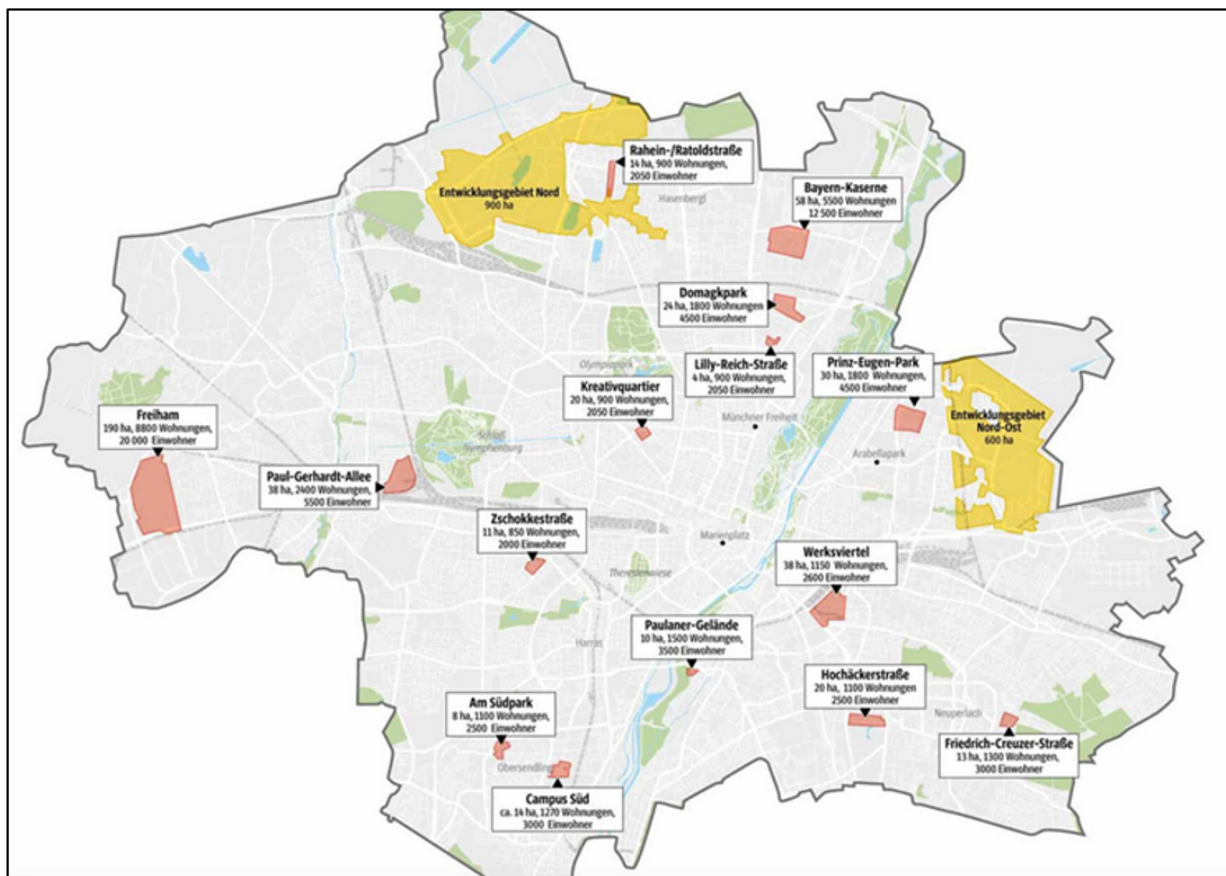 Rahein-/Ratoldstraße
14 ha, 900 Wohnungen,
2050 Einwohner
Entwicklungsgebiet Nord
900 ha
Hasenbergl
Bayern-Kaserne
58 ha, 5500 Wohnungen
12 500 Einwohner
Domagkpark
24 ha, 1800 Wohnungen
4500 Einwohner
Olympiapark
Lilly-Reich-Straße
4 ha, 900 Wohnungen,
2050 Einwohner
Prinz-Eugen-Park
30 ha, 1800 Wohnungen,
4500 Einwohner
Kreativquartier
20 ha, 900 Wohnungen,
2050 Einwohner
Münchner Freiheit
Entwicklungsgebiet
Nord-Ost
600 ha
Freiham
190 ha, 8800 Wohnungen,
20 000 Einwohner
Schloß
Nymphenburg
Arabellapark
Paul-Gerhardt-Allee
38 ha, 2400 Wohnungen,
5500 Einwohner
Zschokkestraße
11 ha, 850 Wohnungen,
2000 Einwohner
Marienplatz
Theresienwiese
Werksviertel
38 ha, 1150 Wohnungen,
2600 Einwohner
Paulaner-Gelände
10 ha, 1500 Wohnungen,
3500 Einwohner
Harras
Hochäckerstraße
20 ha, 1100 Wohnungen
2500 Einwohner
Am Südpark
8 ha, 1100 Wohnungen,
2500 Einwohner
Neuperlach
Friedrich-Creuzer-Straße
13 ha, 1300 Wohnungen,
3000 Einwohner
Obersendling
Campus Süd
ca. 14 ha, 1270 Wohnungen,
3000 Einwohner